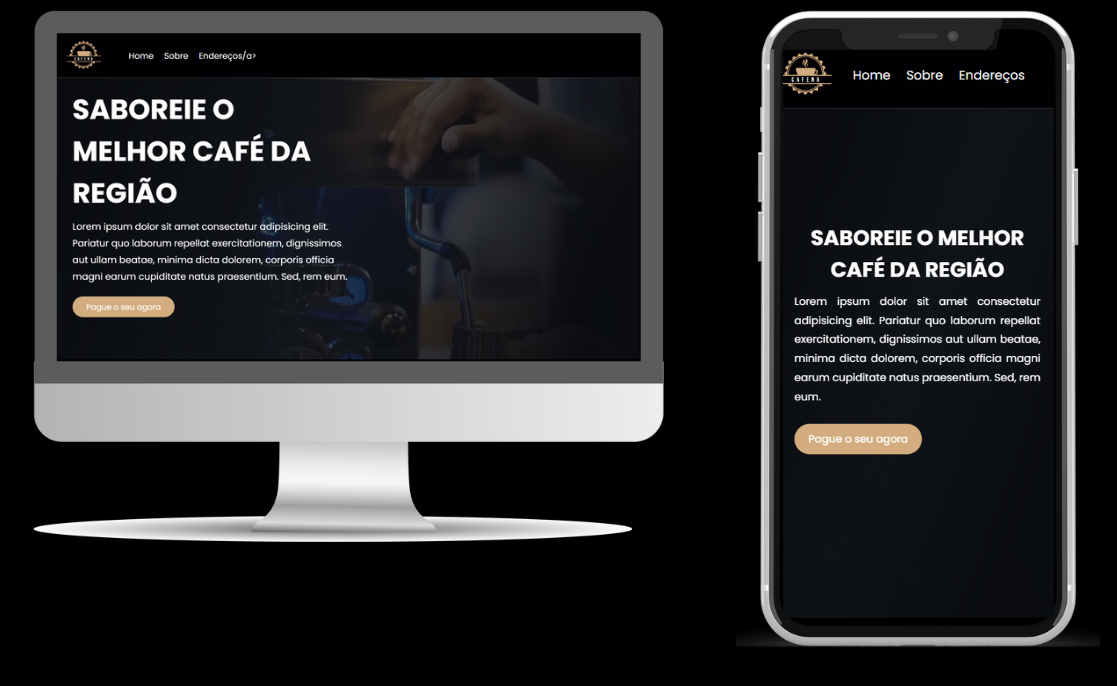 CAFENA
Home Sobre Endereços/a>
SABOREIE O
MELHOR CAFÉ DA
REGIÃO
Lorem ipsum dolor sit amet consectetur adipisicing elit.
Pariatur quo laborum repellat exercitationem, dignissimos
aut ullam beatae, minima dicta dolorem, corporis officia
magni earum cupiditate natus praesentium. Sed, rem eum.
Pague o seu agora
CAFENA
Home Sobre Endereços
SABOREIE O MELHOR
CAFÉ DA REGIÃO
Lorem ipsum dolor sit amet consectetur
adipisicing elit. Pariatur quo laborum repellat
exercitationem, dignissimos aut ullam beatae,
minima dicta dolorem, corporis officia magni
earum cupiditate natus praesentium. Sed, rem
eum.
Pague o seu agora